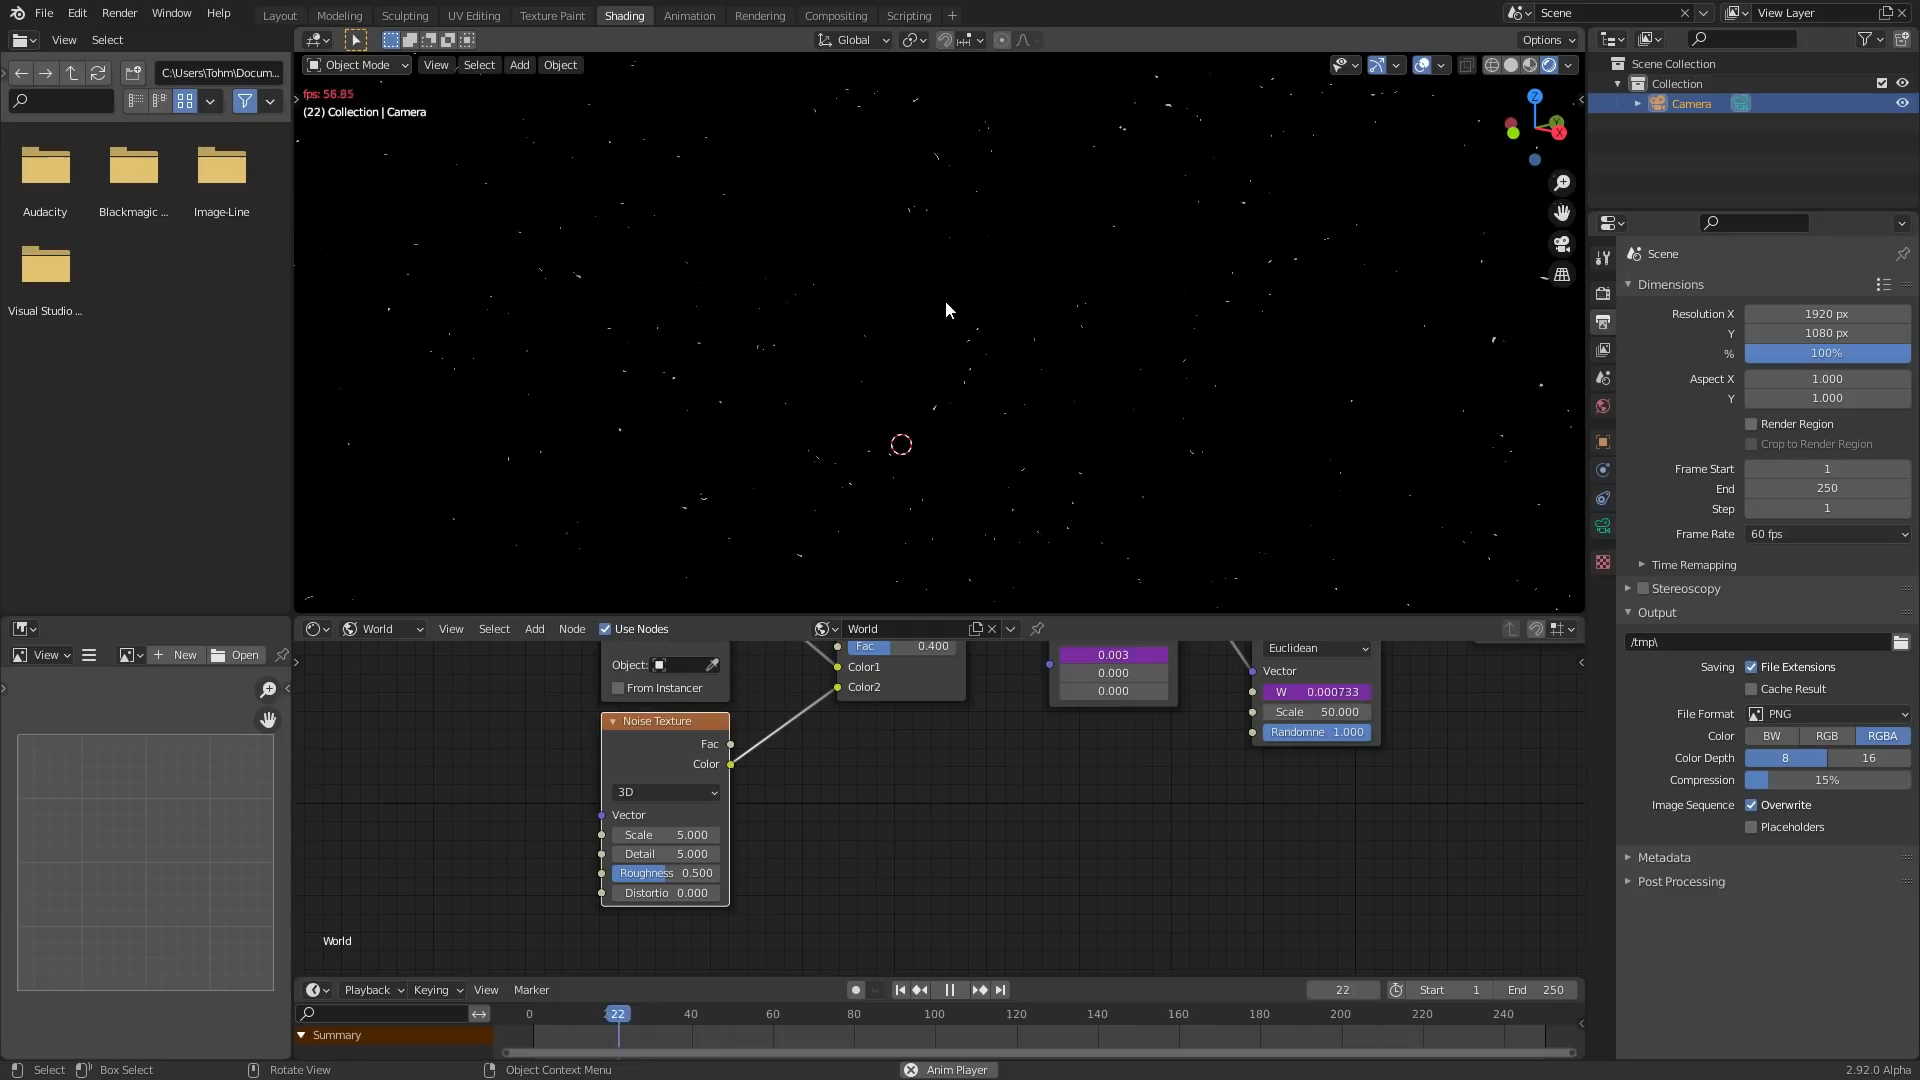 File Edit Render Window Help
Layout Modeling Sculpting UV Editing Texture Paint Shading Animation Rendering Compositing Scripting +
Scene
View Layer
View Select
Global
Options
C:\Users\Tohm\Docum...
Object Mode View Select Add Object
fps: 56.85
(22) Collection | Camera
Audacity
Blackmagic ...
Image-Line
Visual Studio ...
Z
Y
X
Scene Collection
Collection
Camera
Scene
Dimensions
Resolution X 1920 px
Y 1080 px
% 100%
Aspect X 1.000
Y 1.000
Render Region
Crop to Render Region
Frame Start 1
End 250
Step 1
Frame Rate 60 fps
Time Remapping
Stereoscopy
Output
/tmp\
Saving File Extensions
Cache Result
File Format PNG
Color BW RGB RGBA
Color Depth 8 16
Compression 15%
Image Sequence Overwrite
Placeholders
Metadata
Post Processing
View New Open
World View Select Add Node Use Nodes
World
Object:
From Instancer
Fac 0.400
Color1
Color2
0.003
0.000
0.000
Euclidean
Vector
W 0.000733
Scale 50.000
Randomne 1.000
Noise Texture
Fac
Color
3D
Vector
Scale 5.000
Detail 5.000
Roughness 0.500
Distortio 0.000
World
Playback Keying View Marker
22
Start 1
End 250
0 22 40 60 80 100 120 140 160 180 200 220 240
Summary
Select Box Select Rotate View Object Context Menu
Anim Player
2.92.0 Alpha